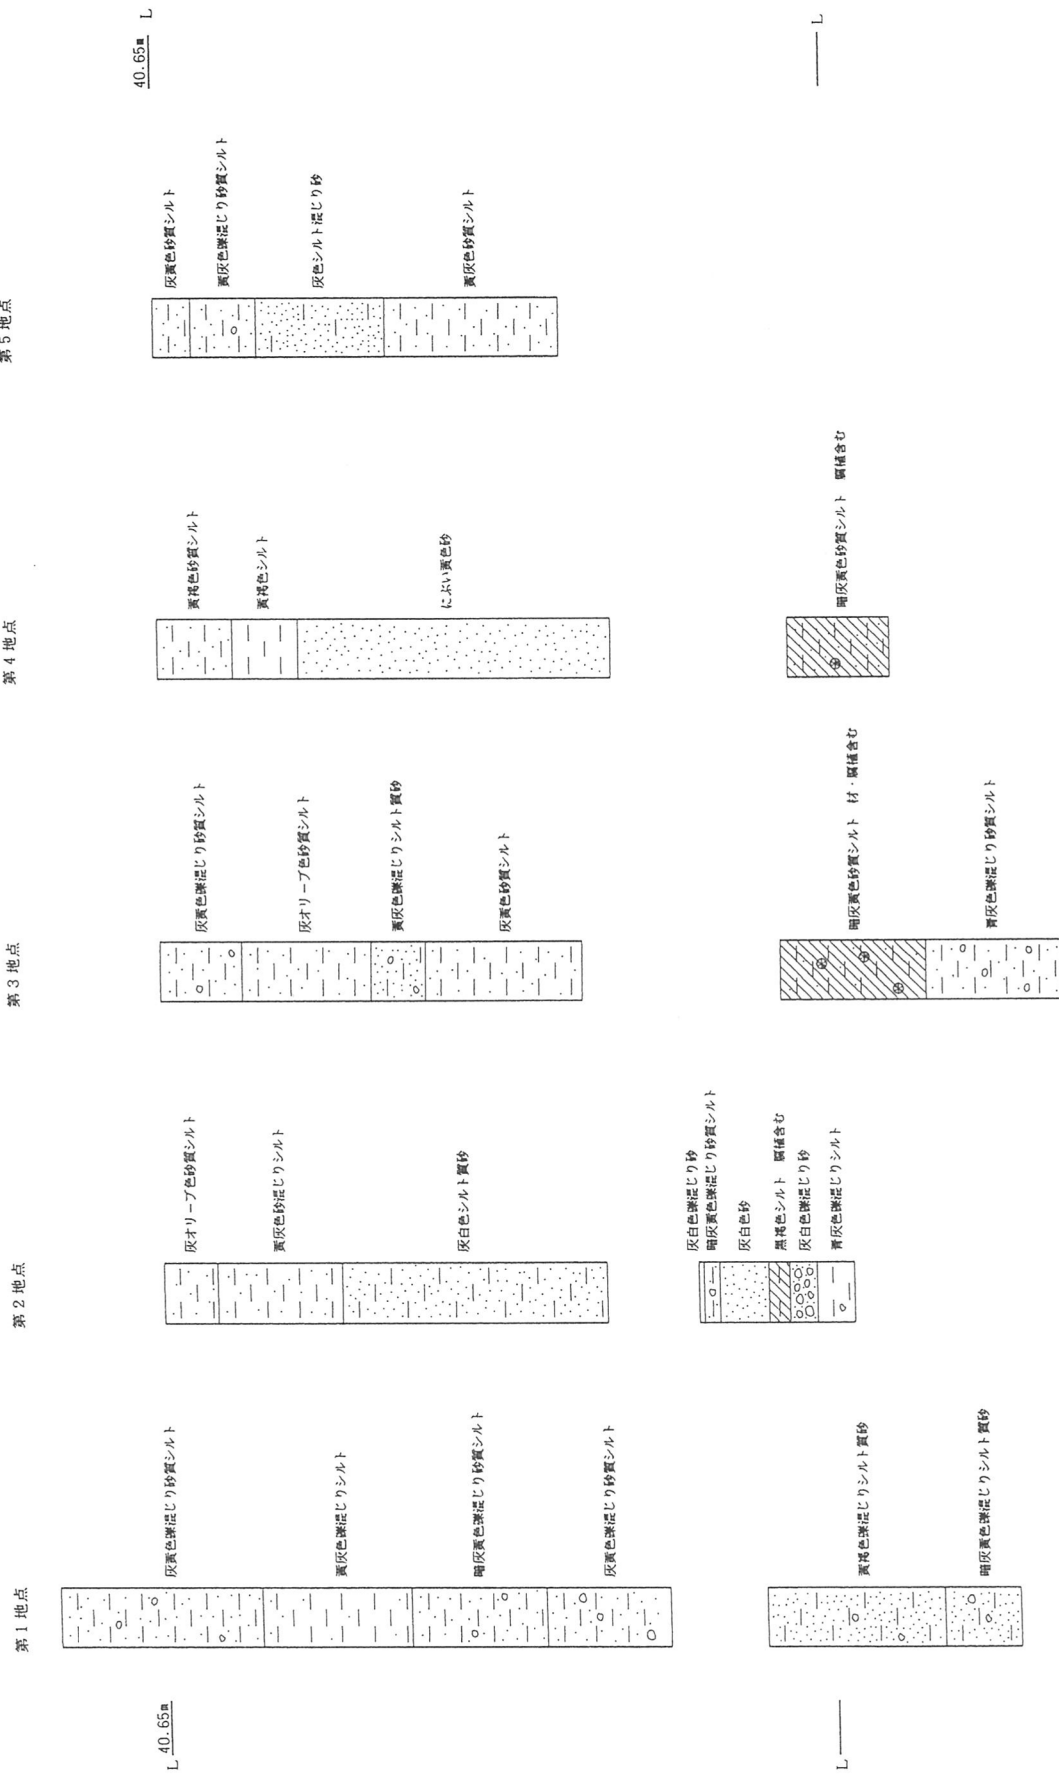 第1地点
L 40.65m
灰黄色礫混じり砂質シルト
黄灰色礫混じりシルト
暗灰黄色礫混じり砂質シルト
灰黄色礫混じり砂質シルト
L
黄褐色礫混じりシルト質砂
暗灰黄色礫混じりシルト質砂
第2地点
灰オリーブ色砂質シルト
黄灰色砂混じりシルト
灰白色シルト質砂
灰白色礫混じり砂
暗灰黄色礫混じり砂質シルト
灰白色砂
黒褐色シルト 腐植含む
灰白色礫混じり砂
青灰色礫混じりシルト
第3地点
灰黄色礫混じり砂質シルト
灰オリーブ色砂質シルト
黄灰色礫混じりシルト質砂
灰黄色砂質シルト
暗灰黄色砂質シルト 材・腐植含む
青灰色礫混じり砂質シルト
第4地点
黄褐色砂質シルト
黄褐色シルト
にぶい黄色砂
暗灰黄色砂質シルト 腐植含む
第5地点
灰黄色砂質シルト
黄灰色礫混じり砂質シルト
灰色シルト混じり砂
黄灰色砂質シルト
40.65m L
L